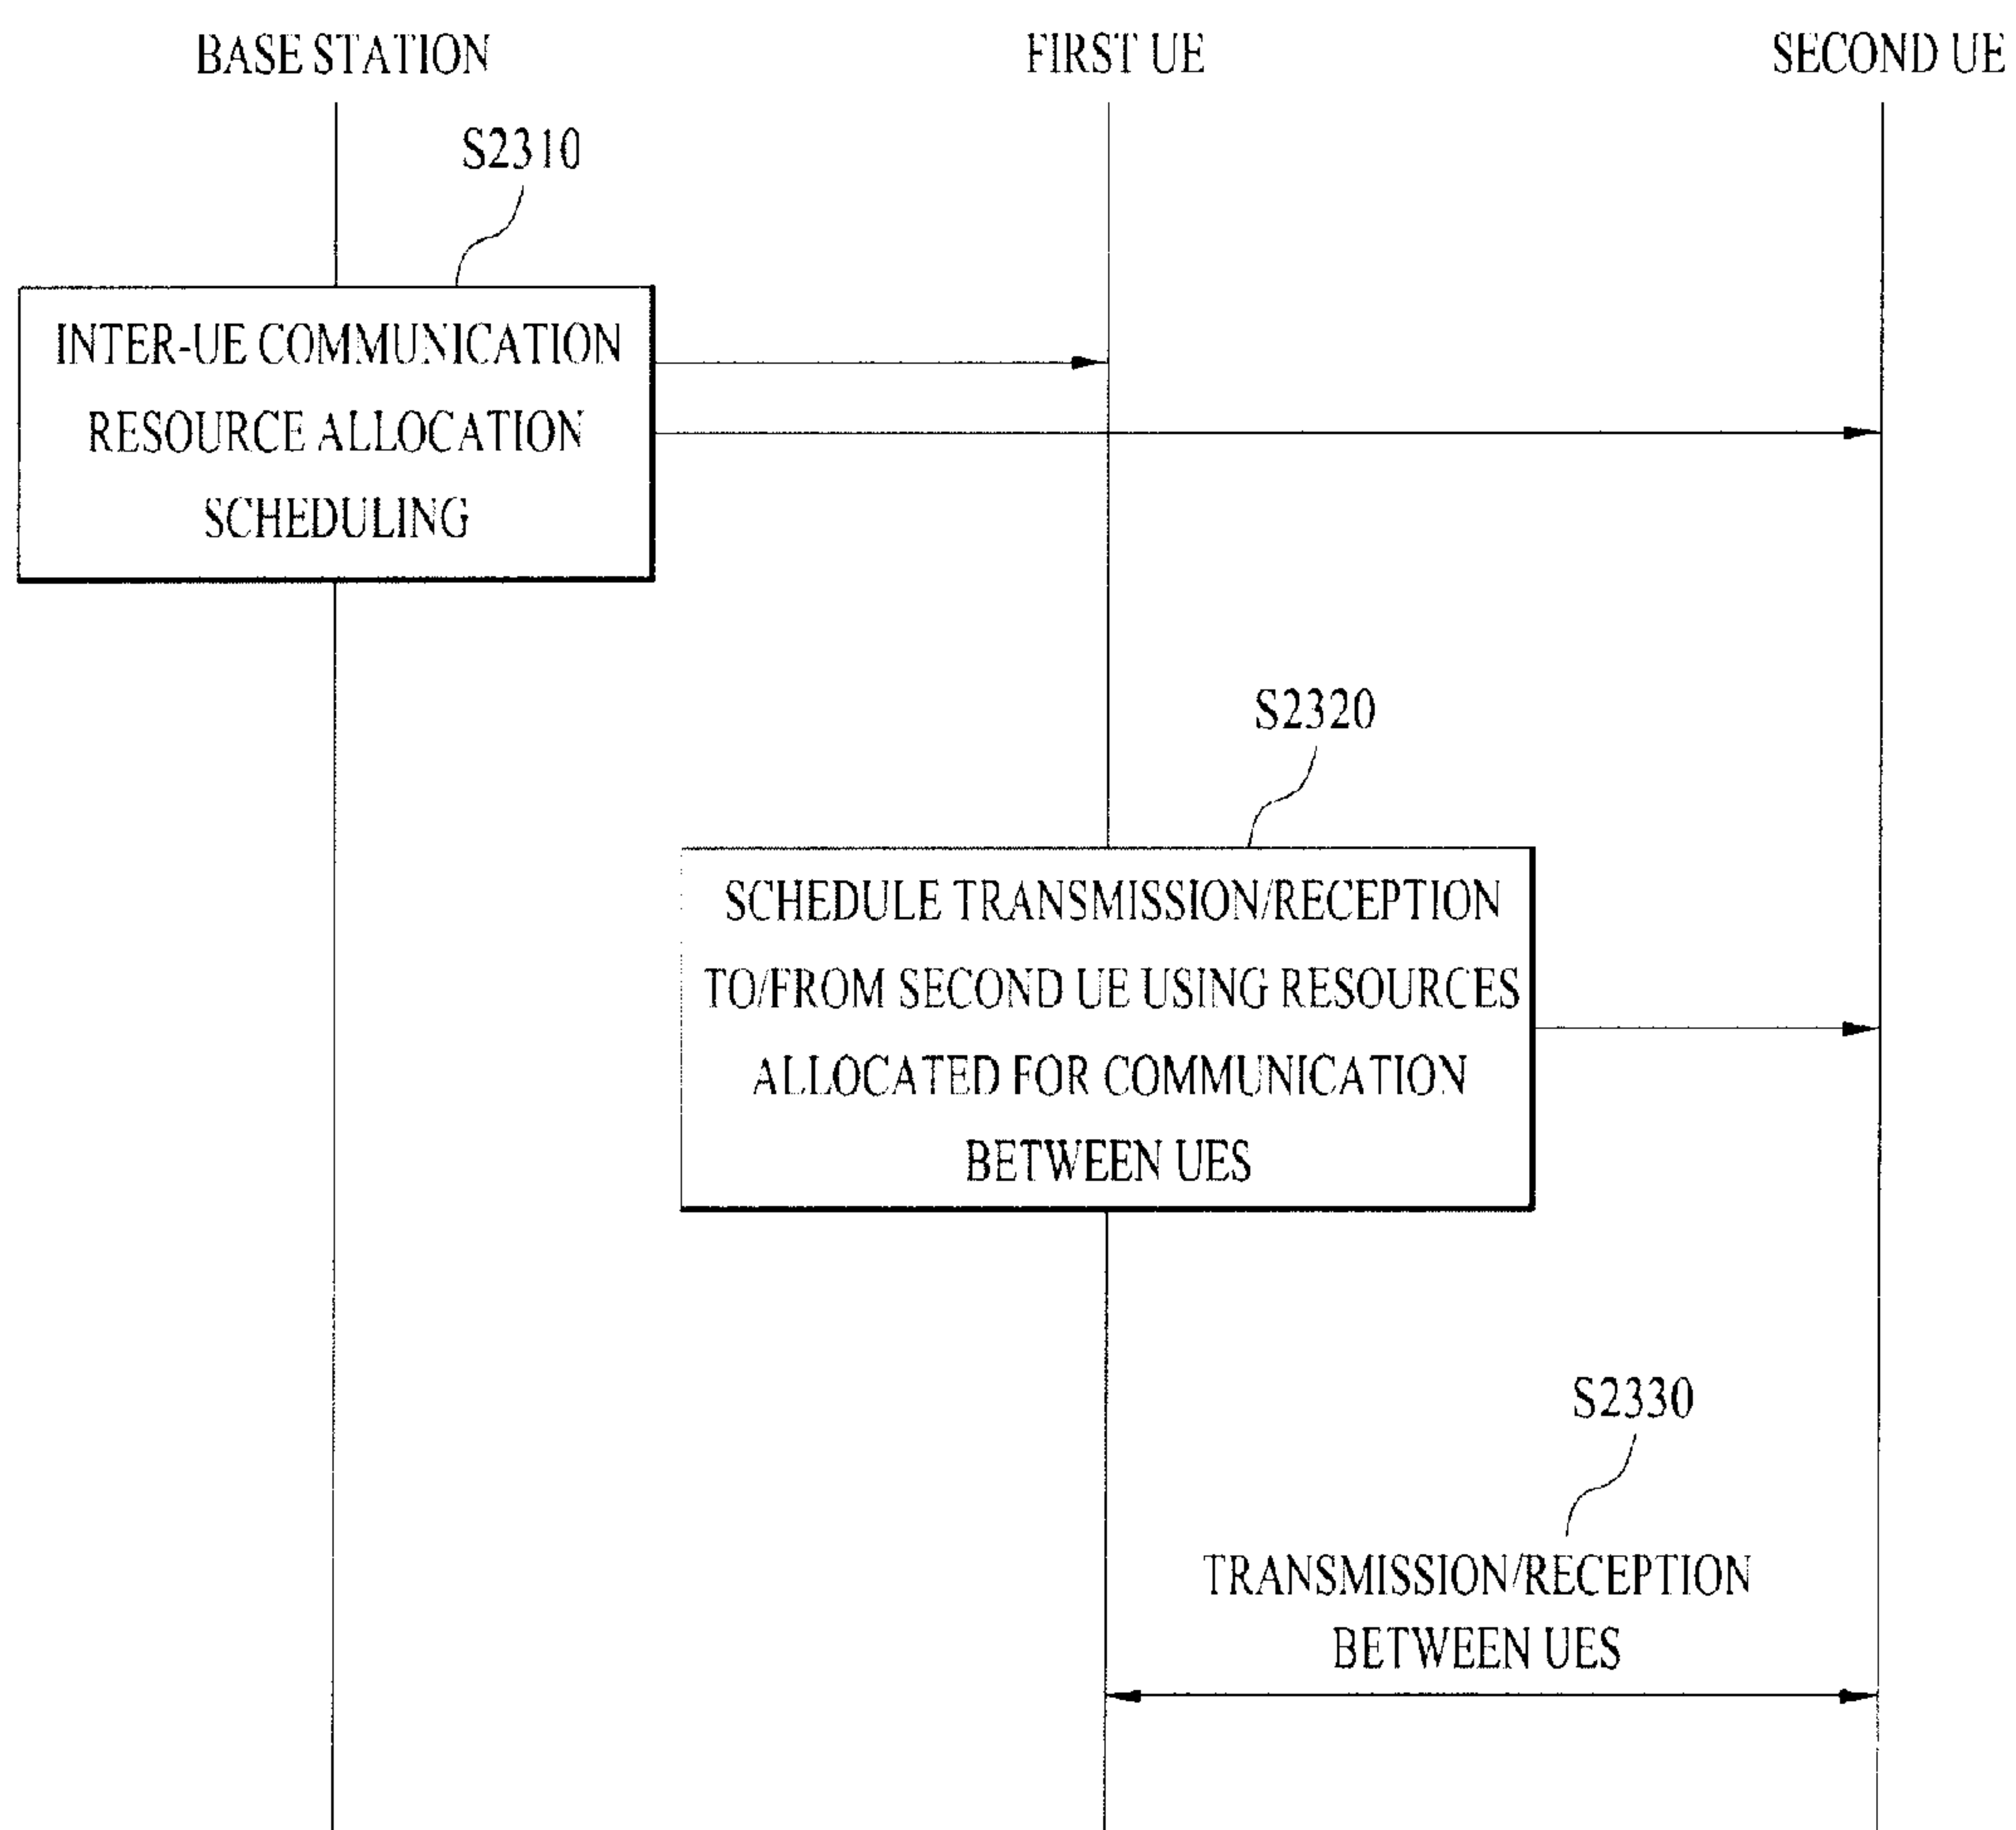 BASE STATION
FIRST UE
SECOND UE
S2310
INTER-UE COMMUNICATION
RESOURCE ALLOCATION
SCHEDULING
S2320
SCHEDULE TRANSMISSION/RECEPTION
TO/FROM SECOND UE USING RESOURCES
ALLOCATED FOR COMMUNICATION
BETWEEN UES
S2330
TRANSMISSION/RECEPTION
BETWEEN UES